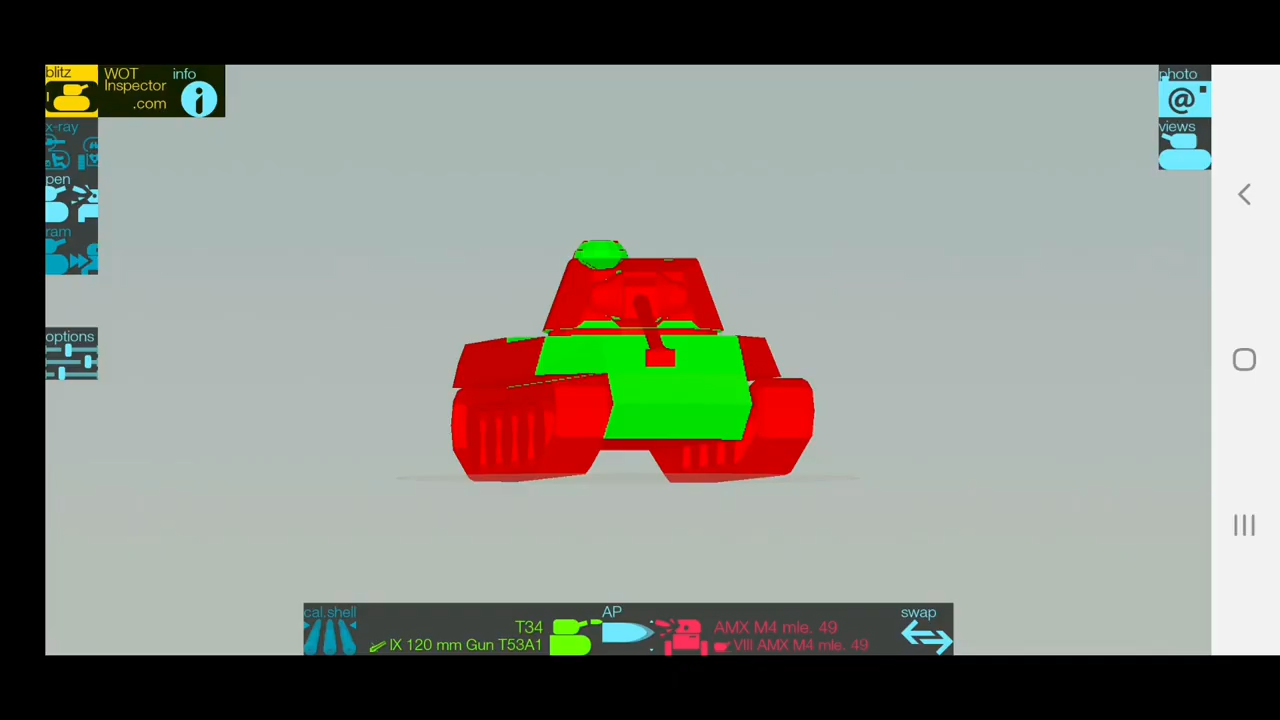 blitz
WOT
Inspector
.com
info
x-ray
pen
ram
options
photo
@
views
cal.shell
T34
IX 120 mm Gun T53A1
AP
AMX M4 mle. 49
VIII AMX M4 mle. 49
swap